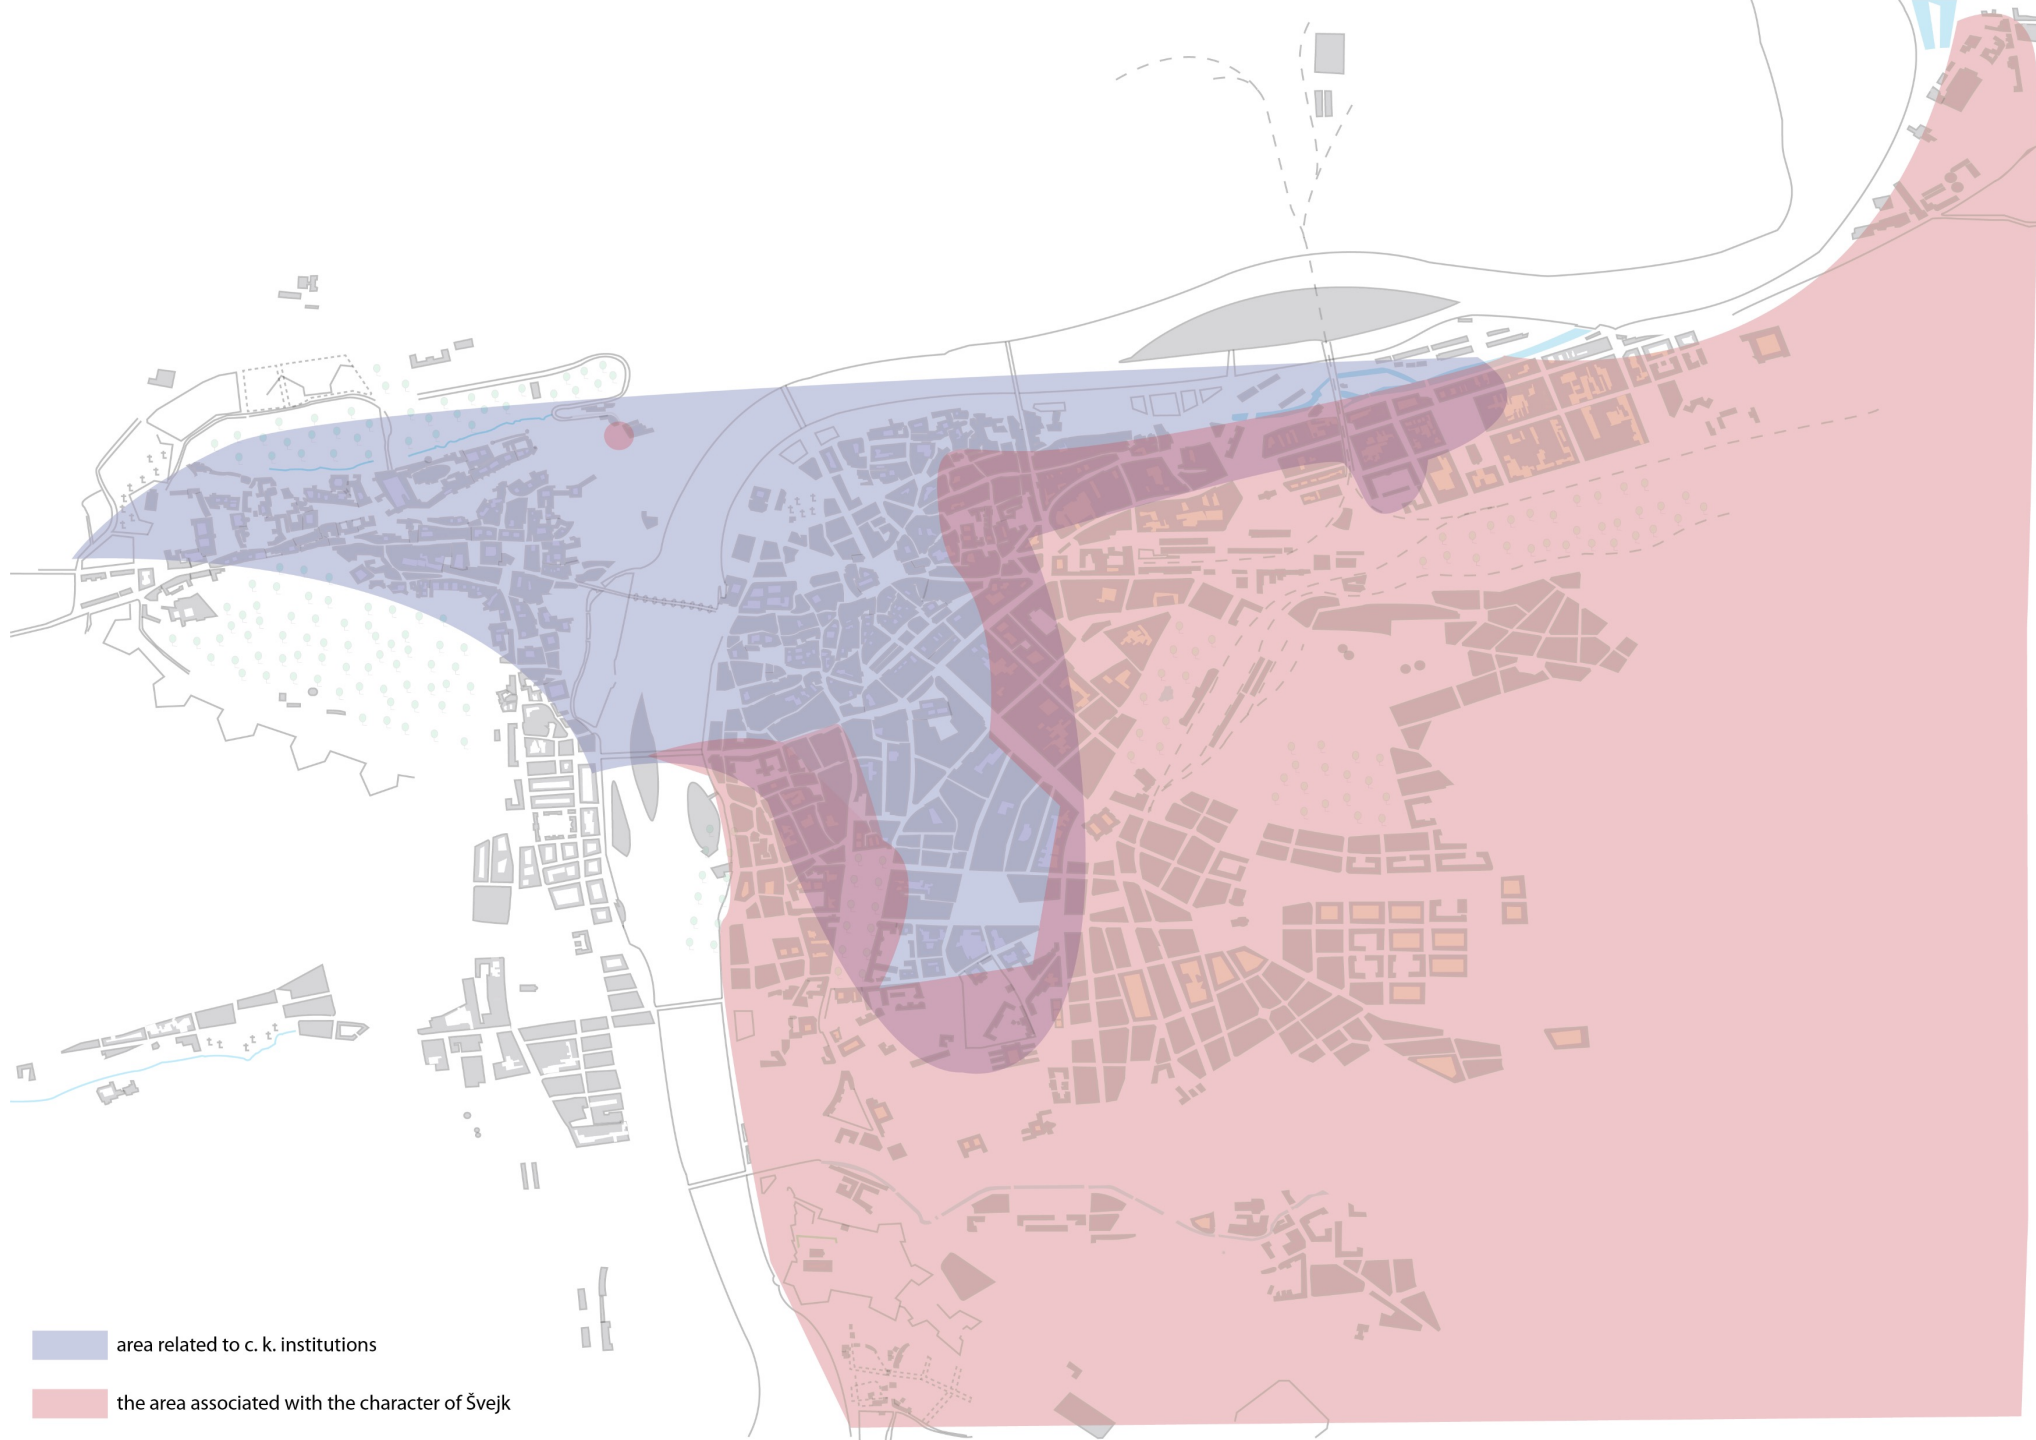 area related to c. k. institutions
the area associated with the character of Švejk